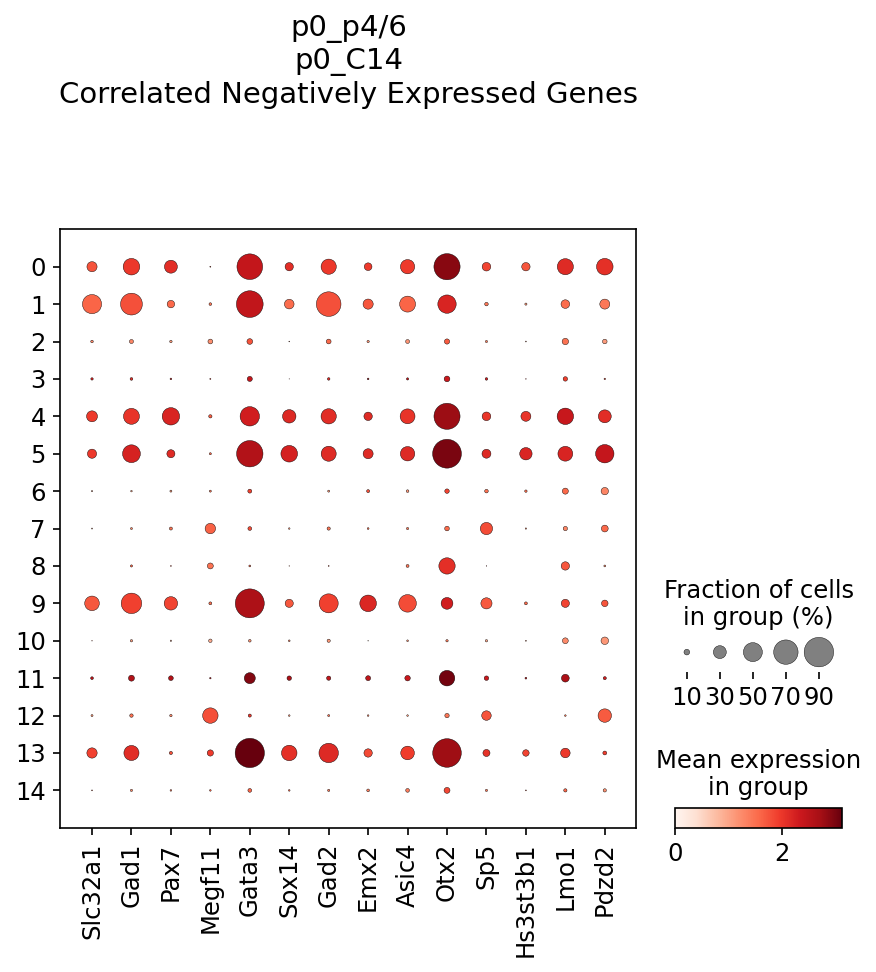 p0_p4/6
p0_C14
Correlated Negatively Expressed Genes
0
1
2
3
4
5
6
7
8
9
10
11
12
13
14
Slc32a1
Gad1
Pax7
Megf11
Gata3
Sox14
Gad2
Emx2
Asic4
Otx2
Sp5
Hs3st3b1
Lmo1
Pdzd2
Fraction of cells
in group (%)
10 30 50 70 90
Mean expression
in group
0 2